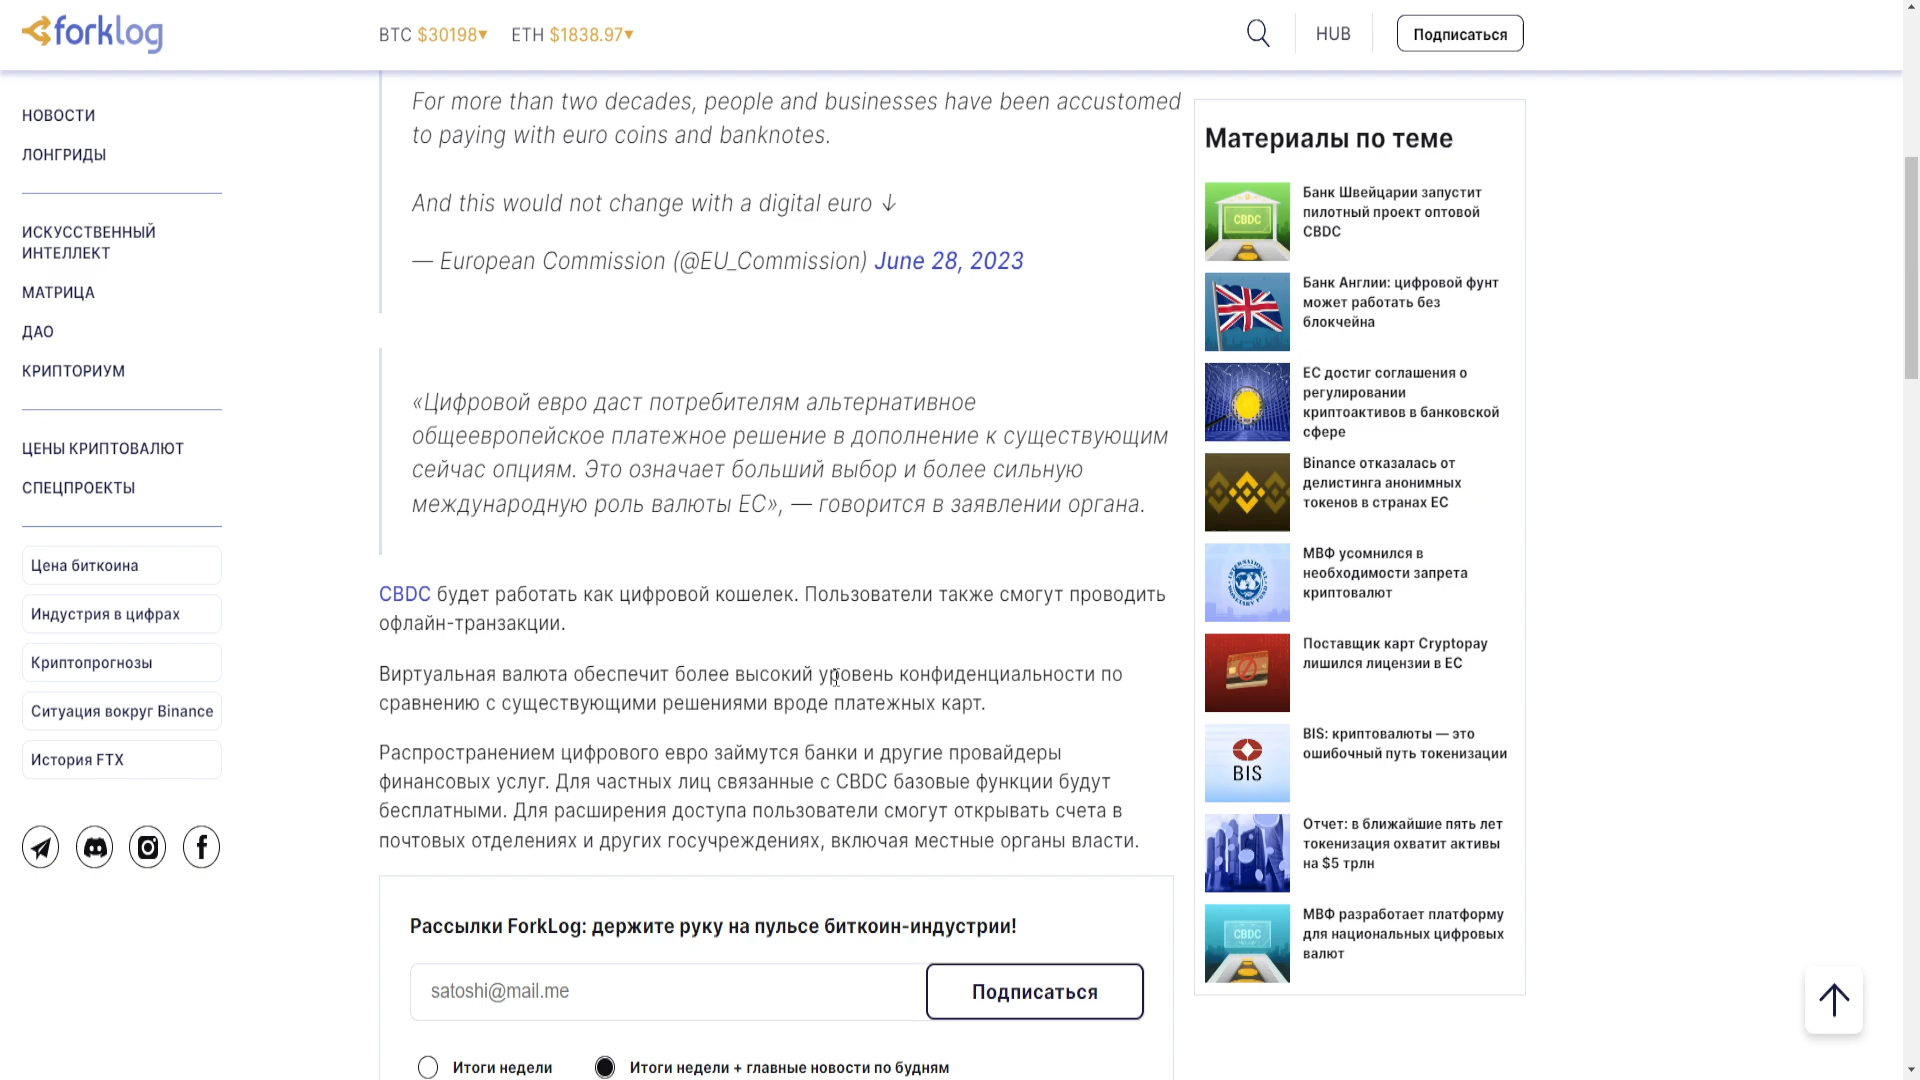 forklog
BTC $30198▾ ETH $1838.97▾
HUB
Подписаться
НОВОСТИ
ЛОНГРИДЫ
ИСКУССТВЕННЫЙ
ИНТЕЛЛЕКТ
МАТРИЦА
ДАО
КРИПТОРИУМ
ЦЕНЫ КРИПТОВАЛЮТ
СПЕЦПРОЕКТЫ
Цена биткоина
Индустрия в цифрах
Криптопрогнозы
Ситуация вокруг Binance
История FTX
For more than two decades, people and businesses have been accustomed
to paying with euro coins and banknotes.
And this would not change with a digital euro ↓
— European Commission (@EU_Commission) June 28, 2023
«Цифровой евро даст потребителям альтернативное
общеевропейское платежное решение в дополнение к существующим
сейчас опциям. Это означает больший выбор и более сильную
международную роль валюты ЕС», — говорится в заявлении органа.
CBDC будет работать как цифровой кошелек. Пользователи также смогут проводить
офлайн-транзакции.
Виртуальная валюта обеспечит более высокий уровень конфиденциальности по
сравнению с существующими решениями вроде платежных карт.
Распространением цифрового евро займутся банки и другие провайдеры
финансовых услуг. Для частных лиц связанные с CBDC базовые функции будут
бесплатными. Для расширения доступа пользователи смогут открывать счета в
почтовых отделениях и других госучреждениях, включая местные органы власти.
Рассылки ForkLog: держите руку на пульсе биткоин-индустрии!
satoshi@mail.me
Подписаться
Итоги недели
Итоги недели + главные новости по будням
Материалы по теме
CBDC
Банк Швейцарии запустит
пилотный проект оптовой
CBDC
Банк Англии: цифровой фунт
может работать без
блокчейна
ЕС достиг соглашения о
регулировании
криптоактивов в банковской
сфере
Binance отказалась от
делистинга анонимных
токенов в странах ЕС
МВФ усомнился в
необходимости запрета
криптовалют
Поставщик карт Cryptopay
лишился лицензии в ЕС
BIS
BIS: криптовалюты — это
ошибочный путь токенизации
Отчет: в ближайшие пять лет
токенизация охватит активы
на $5 трлн
CBDC
МВФ разработает платформу
для национальных цифровых
валют